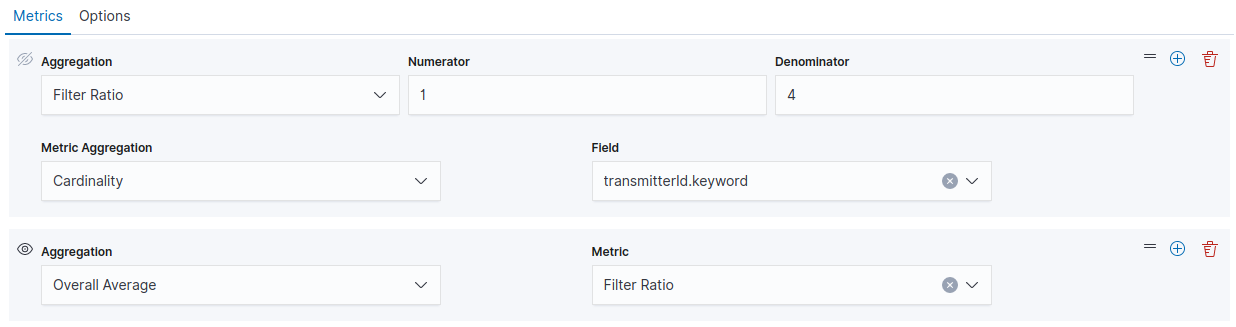 Metrics Options
Aggregation Numerator Denominator
Filter Ratio 1 4
Metric Aggregation Field
Cardinality transmitterId.keyword
Aggregation Metric
Overall Average Filter Ratio